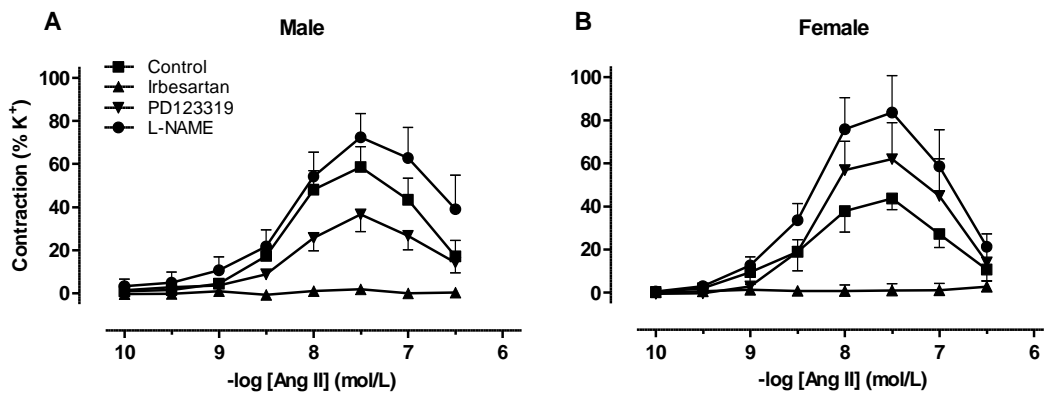 A
Male
Control
Irbesartan
PD123319
L-NAME
Contraction (% K⁺)
100
80
60
40
20
0
10
9
8
7
6
-log [Ang II] (mol/L)
B
Female
100
80
60
40
20
0
10
9
8
7
6
-log [Ang II] (mol/L)